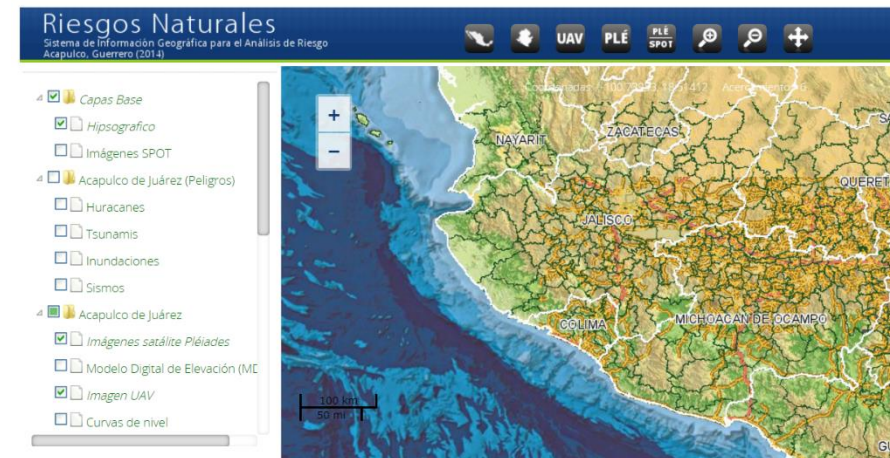 Riesgos Naturales
Sistema de Información Geográfica para el Análisis de Riesgo
Acapulco, Guerrero (2014)
UAV
PLÉ
PLÉ
SPOT
Capas Base
Hipsografico
Imágenes SPOT
Acapulco de Juárez (Peligros)
Huracanes
Tsunamis
Inundaciones
Sismos
Acapulco de Juárez
Imágenes satélite Pléiades
Modelo Digital de Elevación (MD
Imagen UAV
Curvas de nivel
+
−
NAYARIT
ZACATECAS
QUERET
JALISCO
COLIMA
MICHOACAN DE OCAMPO
100 km
50 mi